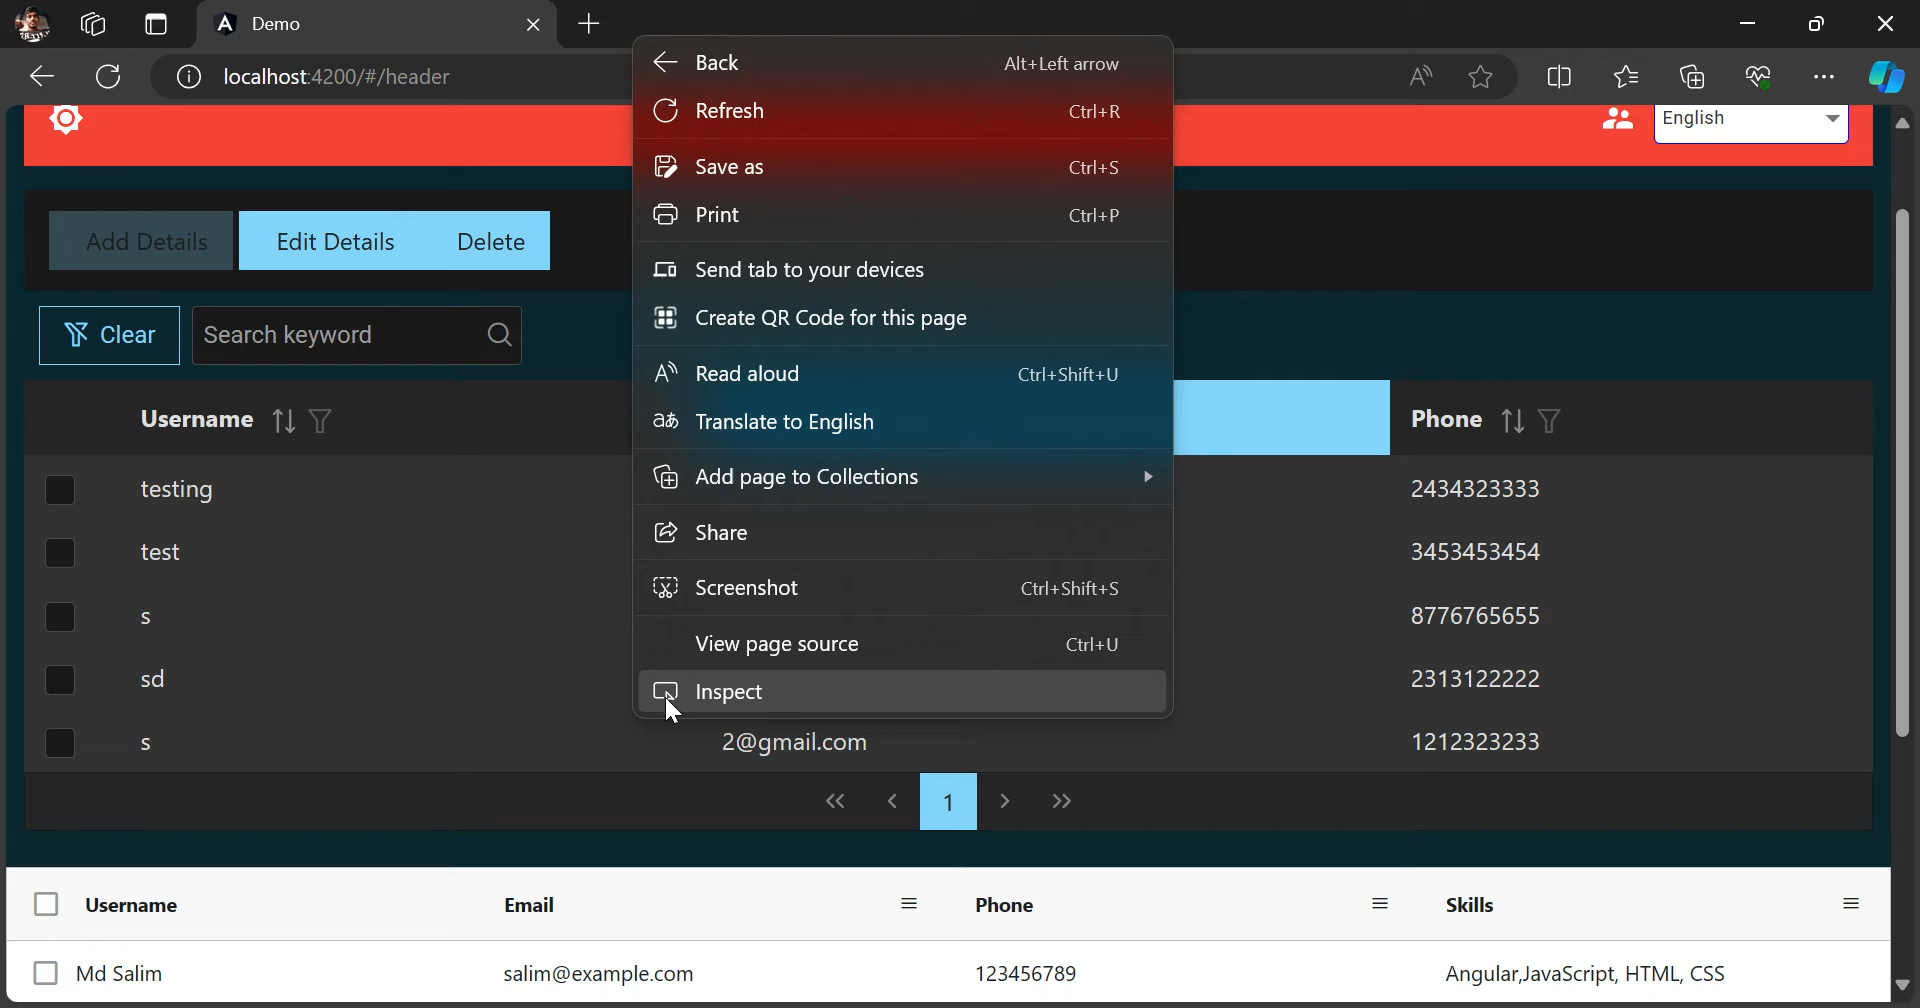 Demo
localhost:4200/#/header
Back Alt+Left arrow
Refresh Ctrl+R
Save as Ctrl+S
Print Ctrl+P
Send tab to your devices
Create QR Code for this page
Read aloud Ctrl+Shift+U
Translate to English
Add page to Collections
Share
Screenshot Ctrl+Shift+S
View page source Ctrl+U
Inspect
English
Add Details Edit Details Delete
Clear Search keyword
Username Phone
testing 2434323333
test 3453453454
s 8776765655
sd 2313122222
s 2@gmail.com 1212323233
1
Username Email Phone Skills
Md Salim salim@example.com 123456789 Angular,JavaScript, HTML, CSS